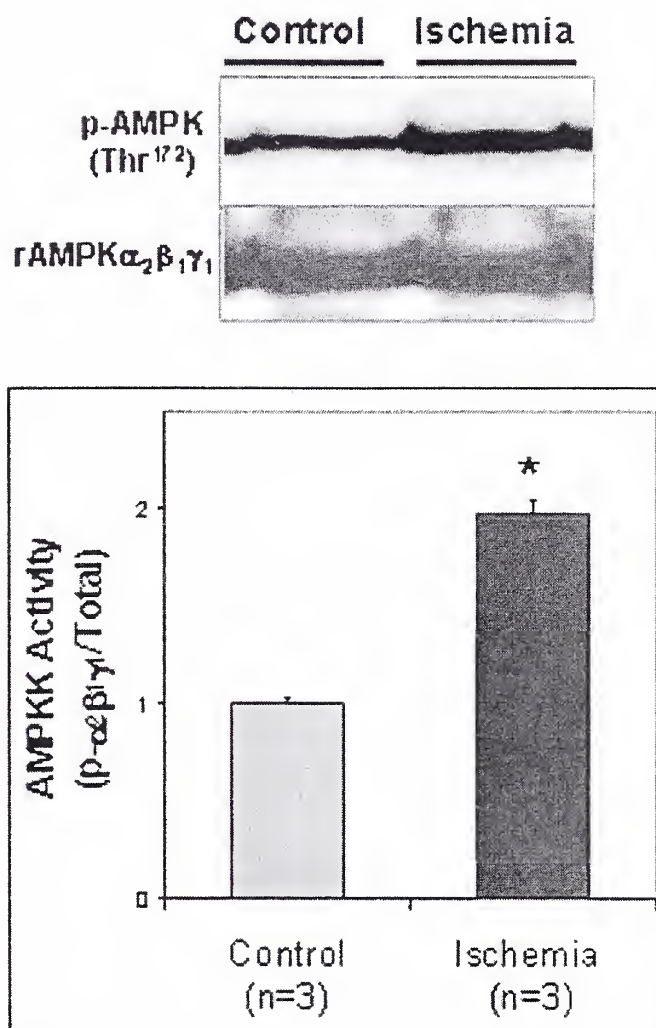 Control Ischemia
p-AMPK
(Thr¹⁷²)
rAMPKα₂β₁γ₁
*
2
1
0
AMPKK Activity
(p-α2β1γ1/Total)
Control Ischemia
(n=3) (n=3)